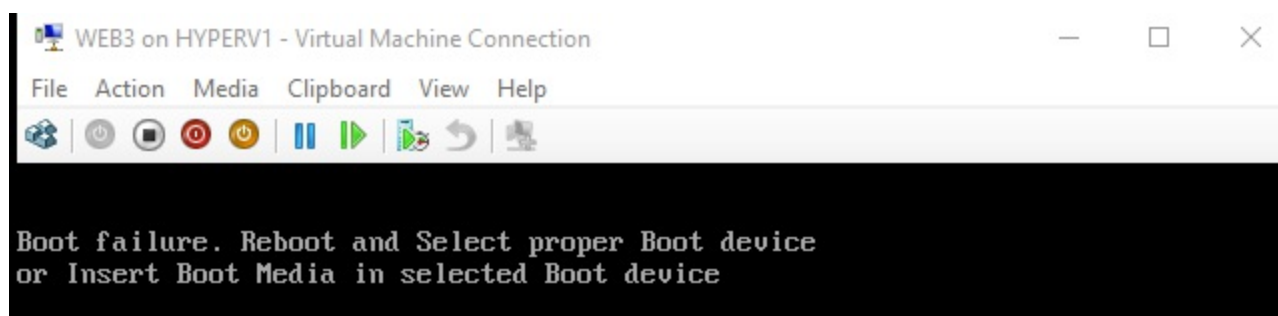 WEB3 on HYPERV1 - Virtual Machine Connection
File Action Media Clipboard View Help
Boot failure. Reboot and Select proper Boot device
or Insert Boot Media in selected Boot device